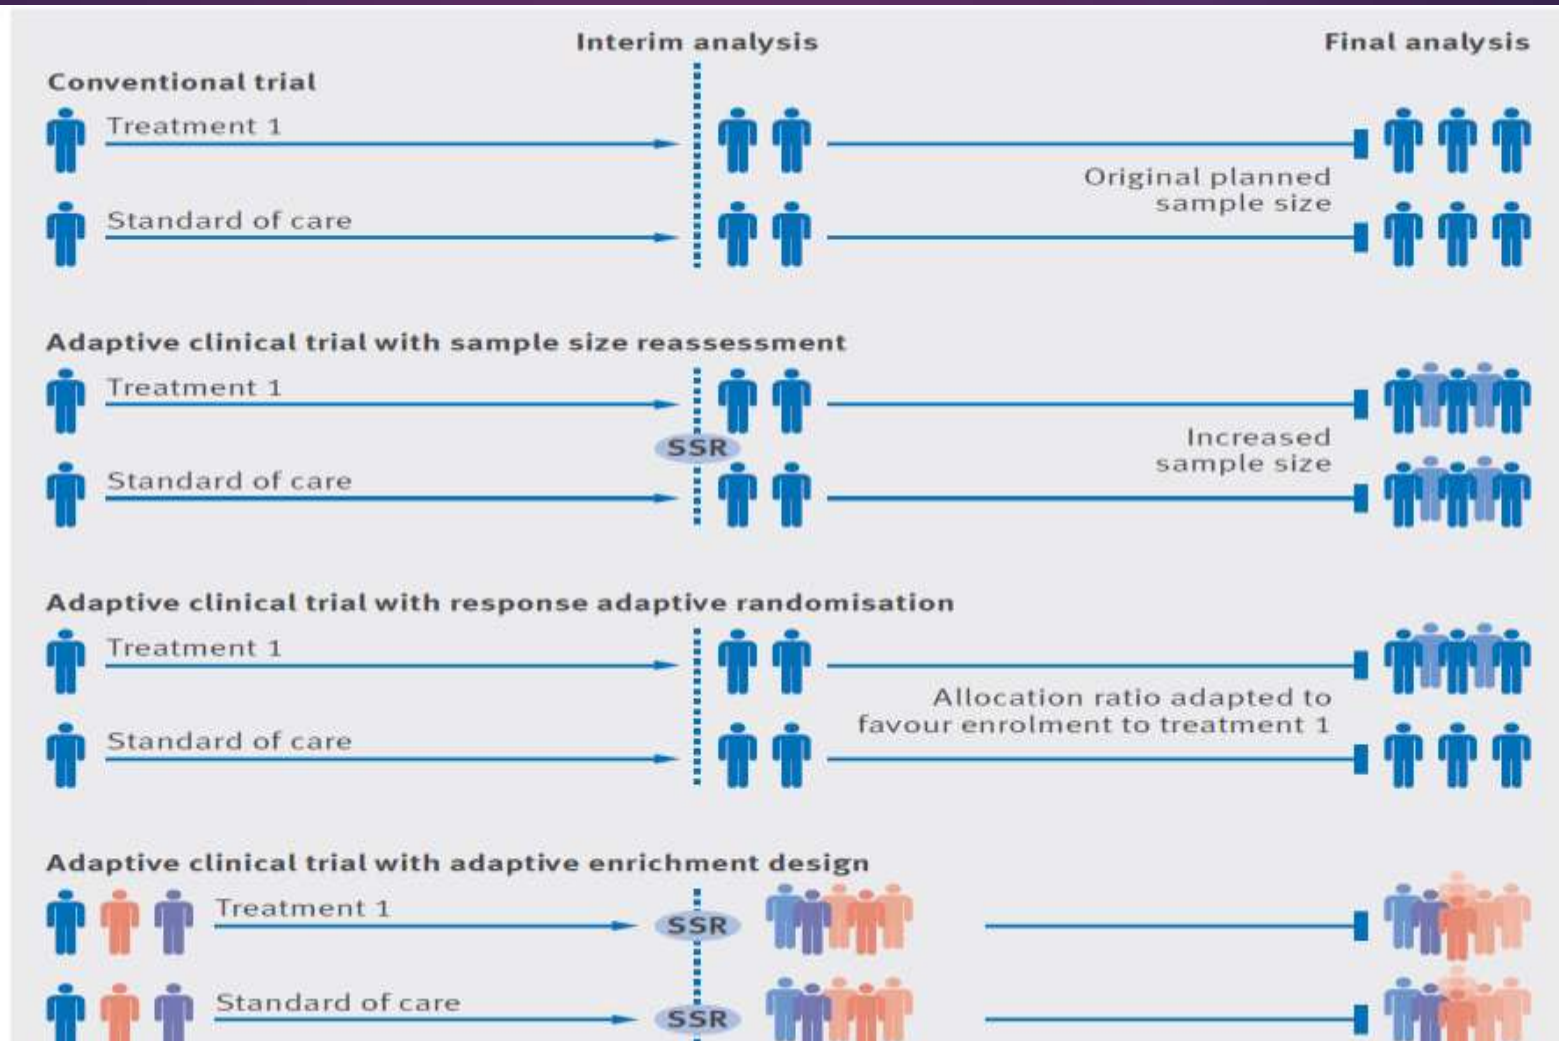 Interim analysis
Final analysis
Conventional trial
Treatment 1
Original planned
sample size
Standard of care
Adaptive clinical trial with sample size reassessment
Treatment 1
SSR
Increased
sample size
Standard of care
Adaptive clinical trial with response adaptive randomisation
Treatment 1
Allocation ratio adapted to
favour enrolment to treatment 1
Standard of care
Adaptive clinical trial with adaptive enrichment design
Treatment 1
SSR
Standard of care
SSR